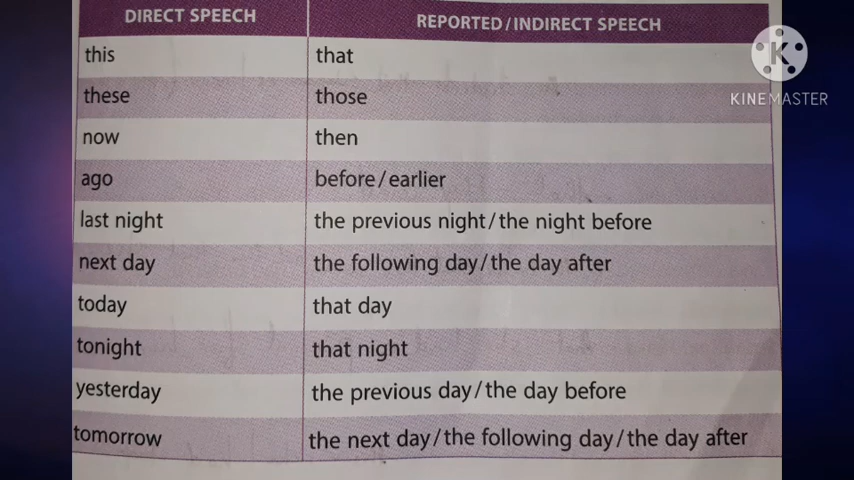 DIRECT SPEECH REPORTED/INDIRECT SPEECH
this that
these those
now then
ago before/earlier
last night the previous night/the night before
next day the following day/the day after
today that day
tonight that night
yesterday the previous day/the day before
tomorrow the next day/the following day/the day after
K
KINEMASTER